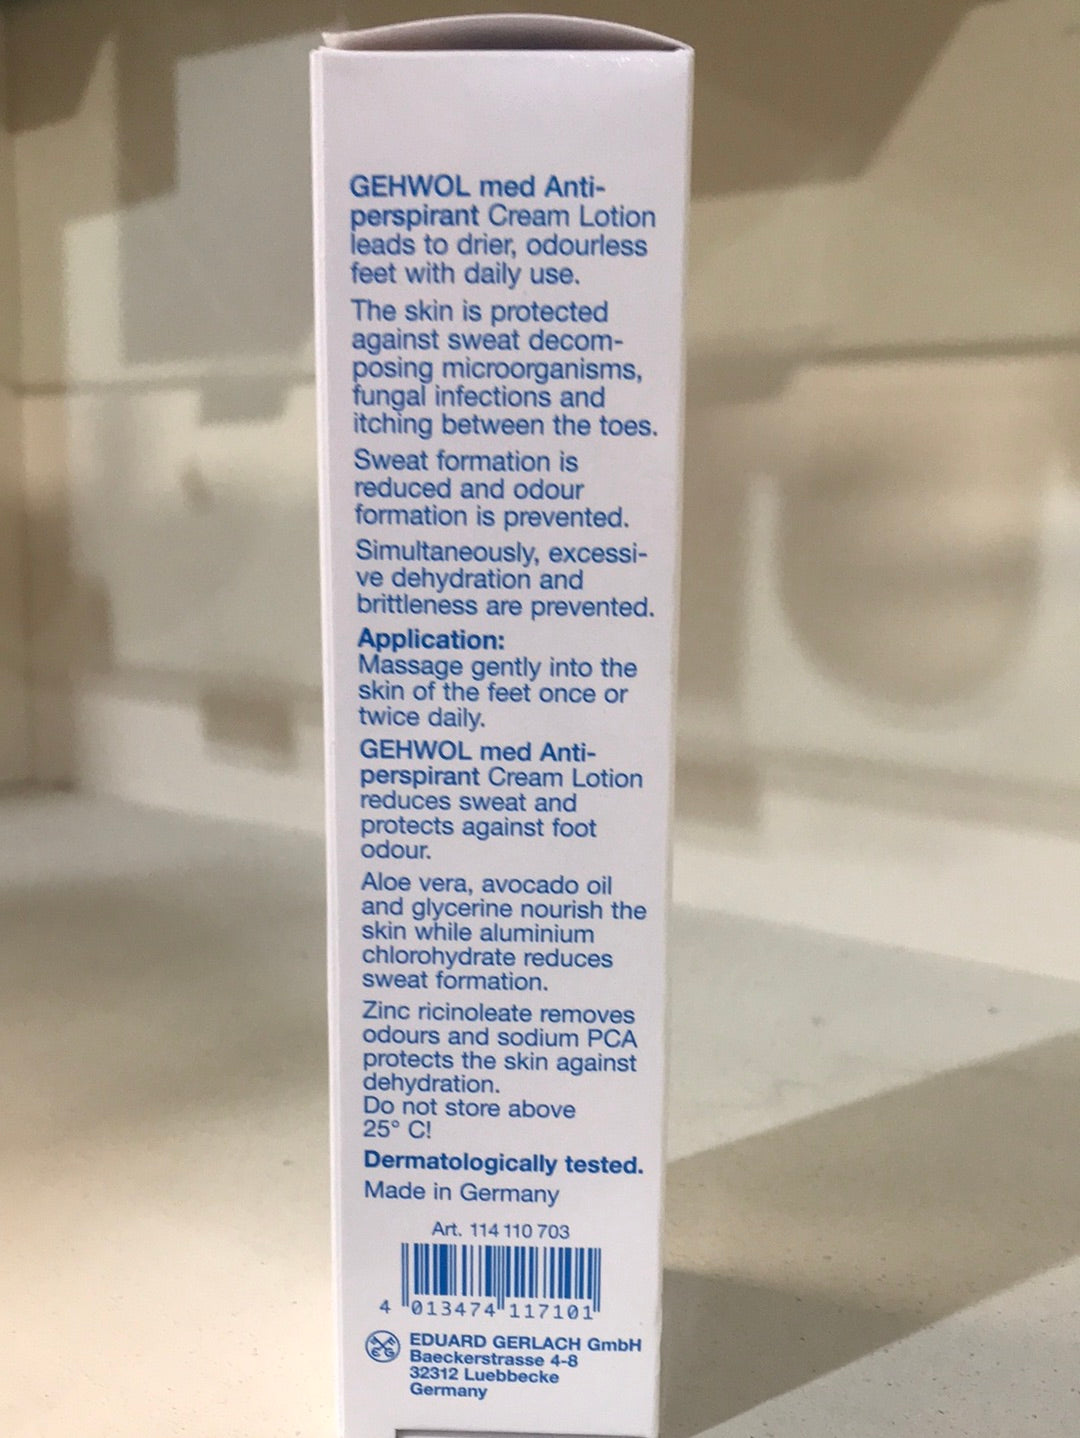 GEHWOL med Anti-
perspirant Cream Lotion
leads to drier, odourless
feet with daily use.
The skin is protected
against sweat decom-
posing microorganisms,
fungal infections and
itching between the toes.
Sweat formation is
reduced and odour
formation is prevented.
Simultaneously, excessi-
ve dehydration and
brittleness are prevented.
Application:
Massage gently into the
skin of the feet once or
twice daily.
GEHWOL med Anti-
perspirant Cream Lotion
reduces sweat and
protects against foot
odour.
Aloe vera, avocado oil
and glycerine nourish the
skin while aluminium
chlorohydrate reduces
sweat formation.
Zinc ricinoleate removes
odours and sodium PCA
protects the skin against
dehydration.
Do not store above
25° C!
Dermatologically tested.
Made in Germany
Art. 114 110 703
4 013474 117101
EG
EDUARD GERLACH GmbH
Baeckerstrasse 4-8
32312 Luebbecke
Germany